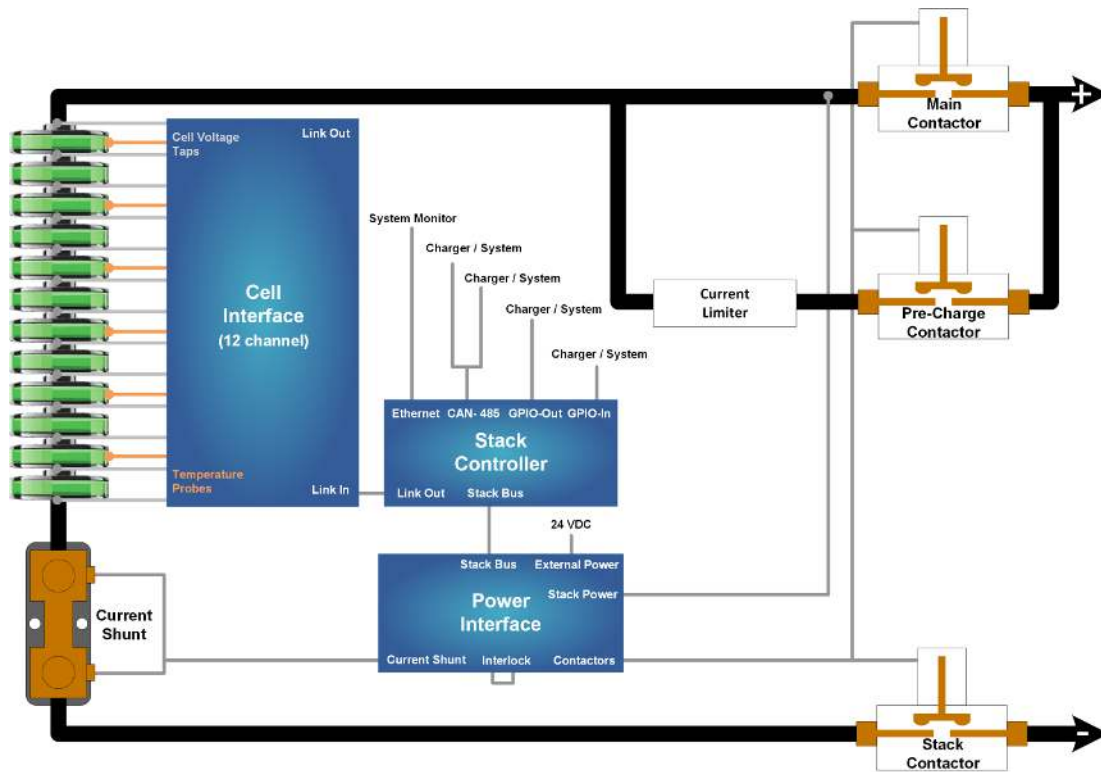 Main
Contactor
+
Cell Voltage
Taps
Link Out
System Monitor
Charger / System
Charger / System
Charger / System
Charger / System
Cell
Interface
(12 channel)
Current
Limiter
Pre-Charge
Contactor
Ethernet CAN- 485 GPIO-Out GPIO-In
Stack
Controller
Link Out Stack Bus
Temperature
Probes
Link In
24 VDC
Stack Bus External Power
Stack Power
Power
Interface
Current Shunt Interlock Contactors
Current
Shunt
Stack
Contactor
-